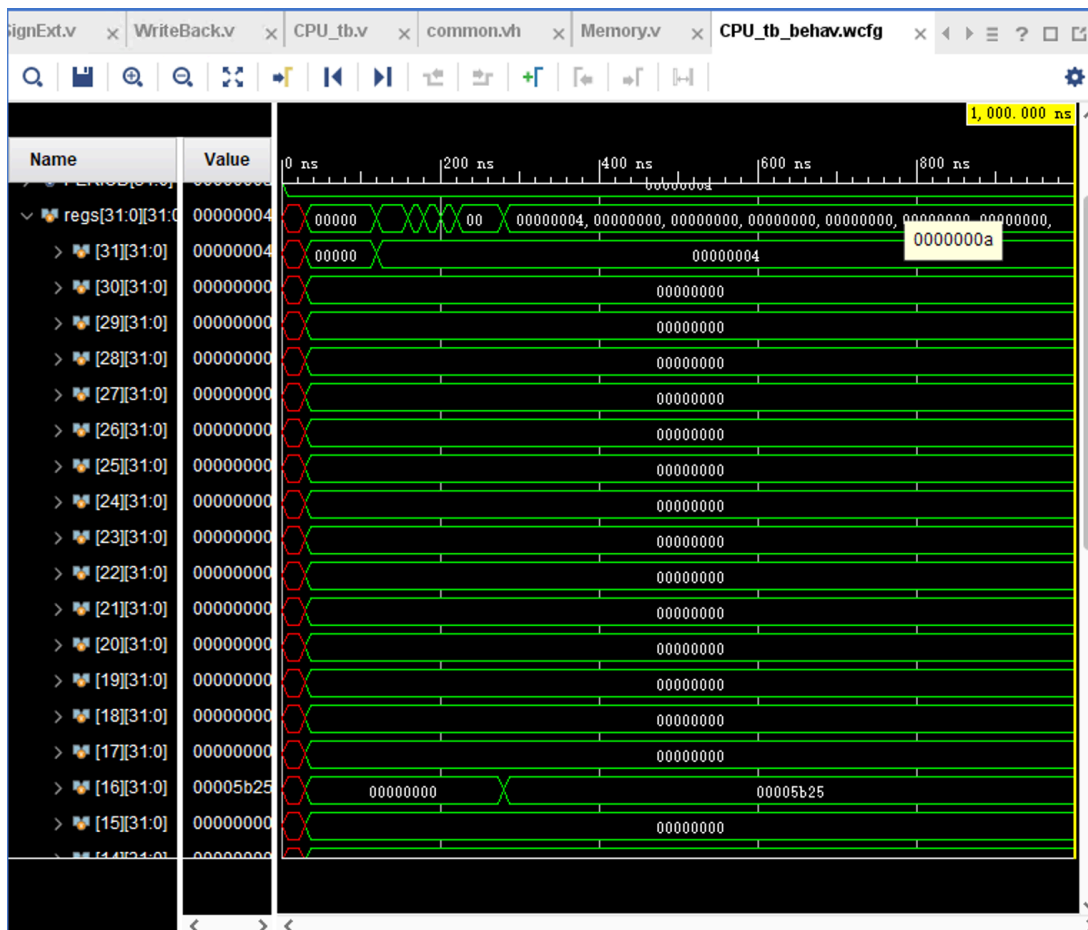 SignExt.v WriteBack.v CPU_tb.v common.vh Memory.v CPU_tb_behav.wcfg
1,000.000 ns
Name Value 0 ns 200 ns 400 ns 600 ns 800 ns
0000000a
regs[31:0][31:0 00000004 00000 00 00000004, 00000000, 00000000, 00000000, 00000000, 00000000, 00000000,
0000000a
[31][31:0] 00000004 00000 00000004
[30][31:0] 00000000 00000000
[29][31:0] 00000000 00000000
[28][31:0] 00000000 00000000
[27][31:0] 00000000 00000000
[26][31:0] 00000000 00000000
[25][31:0] 00000000 00000000
[24][31:0] 00000000 00000000
[23][31:0] 00000000 00000000
[22][31:0] 00000000 00000000
[21][31:0] 00000000 00000000
[20][31:0] 00000000 00000000
[19][31:0] 00000000 00000000
[18][31:0] 00000000 00000000
[17][31:0] 00000000 00000000
[16][31:0] 00005b25 00000000 00005b25
[15][31:0] 00000000 00000000